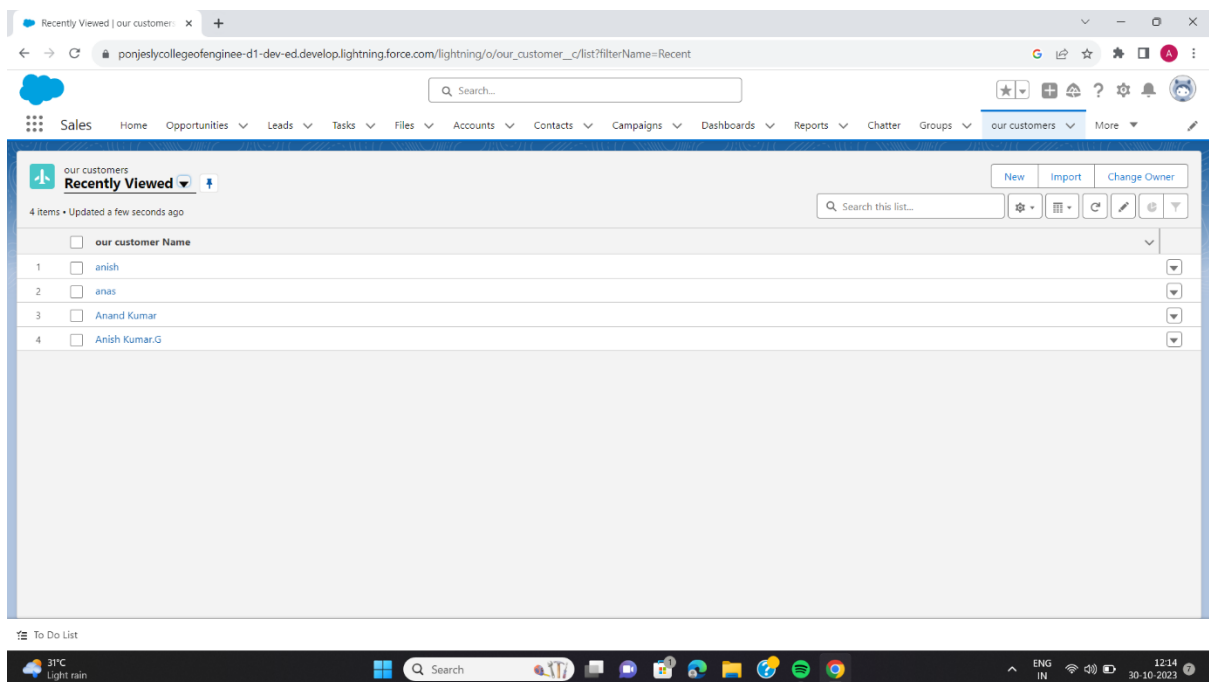 Recently Viewed | our customers
ponjeslycollegeofenginee-d1-dev-ed.develop.lightning.force.com/lightning/o/our_customer__c/list?filterName=Recent
G
A
Search...
Sales Home Opportunities Leads Tasks Files Accounts Contacts Campaigns Dashboards Reports Chatter Groups our customers More
our customers
Recently Viewed
New Import Change Owner
4 items • Updated a few seconds ago
Search this list...
our customer Name
1 anish
2 anas
3 Anand Kumar
4 Anish Kumar.G
To Do List
31°C
Light rain
Search
ENG
IN
12:14
30-10-2023